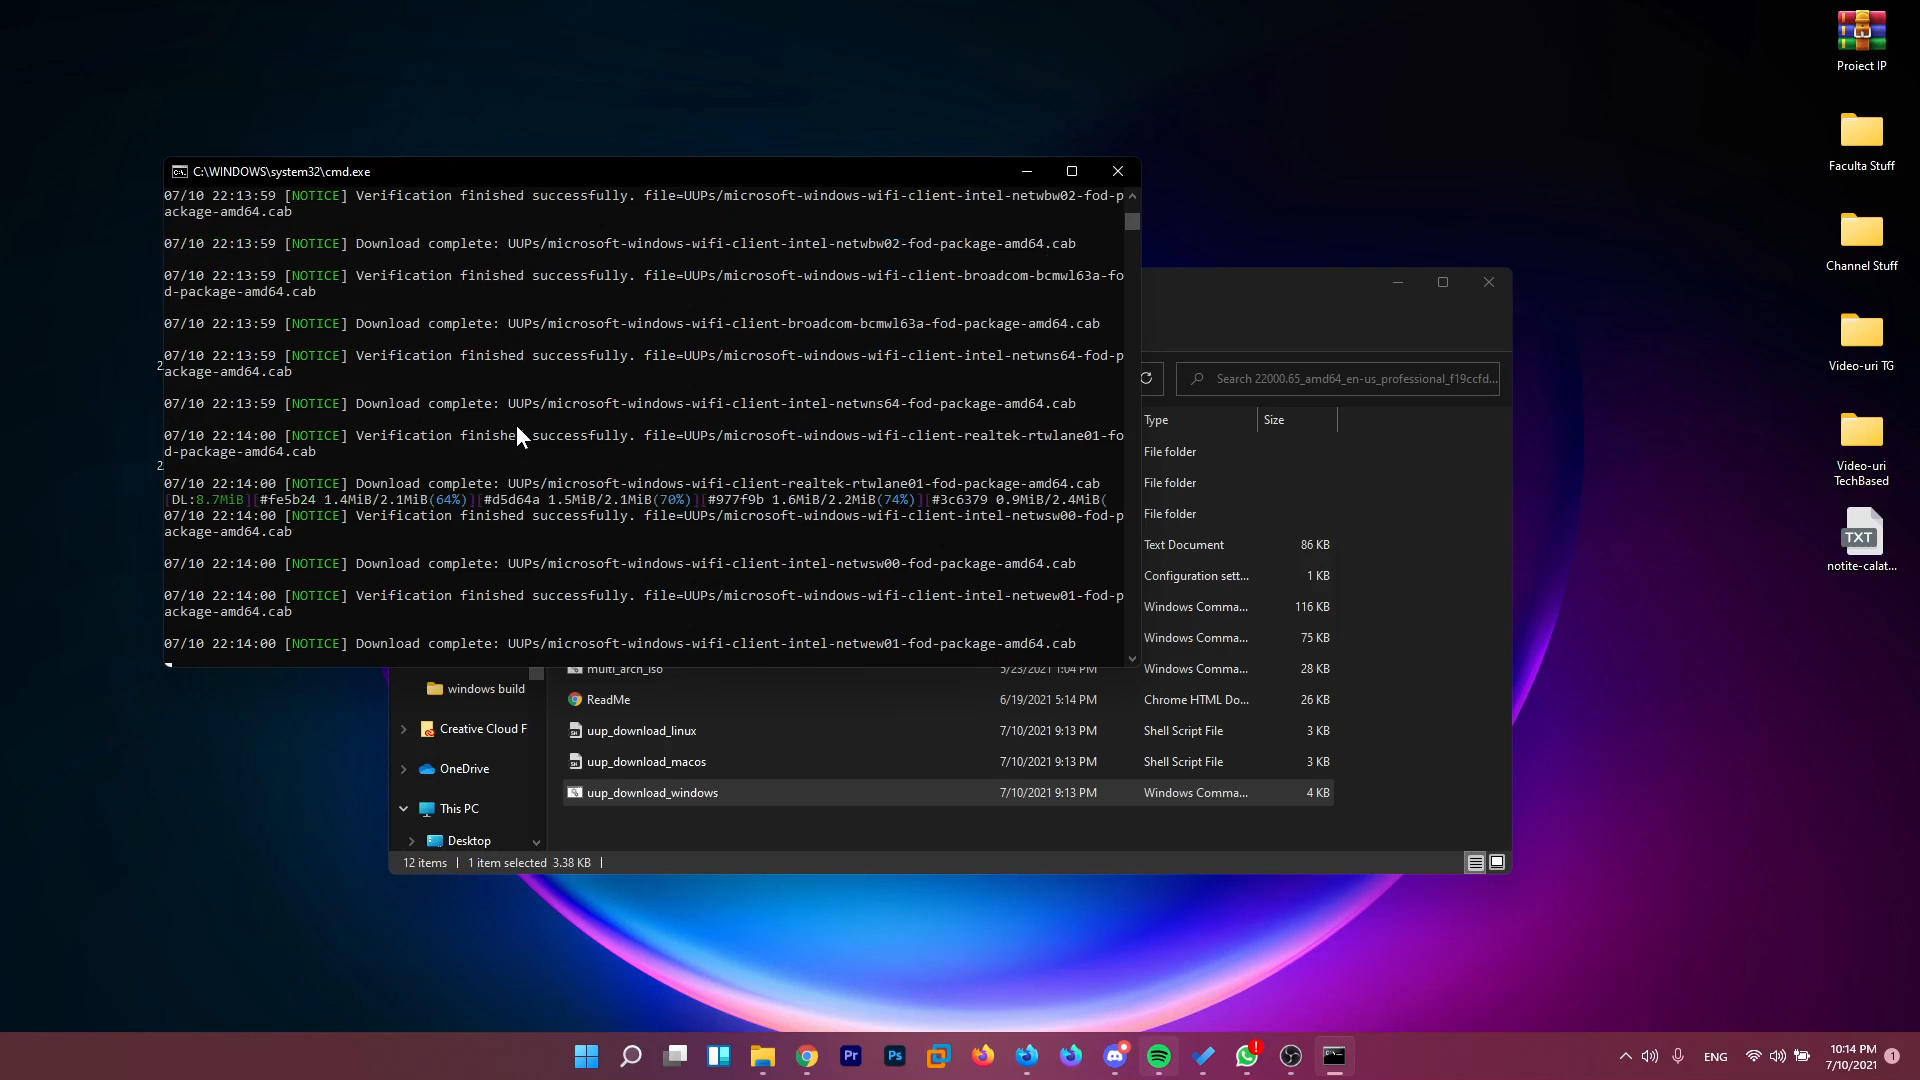 Proiect IP
Faculta Stuff
Channel Stuff
Video-uri TG
Video-uri
TechBased
TXT
notite-calat...
C:\WINDOWS\system32\cmd.exe
07/10 22:13:59 [NOTICE] Verification finished successfully. file=UUPs/microsoft-windows-wifi-client-intel-netwbw02-fod-p
ackage-amd64.cab
07/10 22:13:59 [NOTICE] Download complete: UUPs/microsoft-windows-wifi-client-intel-netwbw02-fod-package-amd64.cab
07/10 22:13:59 [NOTICE] Verification finished successfully. file=UUPs/microsoft-windows-wifi-client-broadcom-bcmwl63a-fo
d-package-amd64.cab
07/10 22:13:59 [NOTICE] Download complete: UUPs/microsoft-windows-wifi-client-broadcom-bcmwl63a-fod-package-amd64.cab
07/10 22:13:59 [NOTICE] Verification finished successfully. file=UUPs/microsoft-windows-wifi-client-intel-netwns64-fod-p
ackage-amd64.cab
07/10 22:13:59 [NOTICE] Download complete: UUPs/microsoft-windows-wifi-client-intel-netwns64-fod-package-amd64.cab
07/10 22:14:00 [NOTICE] Verification finished successfully. file=UUPs/microsoft-windows-wifi-client-realtek-rtwlane01-fo
d-package-amd64.cab
07/10 22:14:00 [NOTICE] Download complete: UUPs/microsoft-windows-wifi-client-realtek-rtwlane01-fod-package-amd64.cab
[DL:8.7MiB][#fe5b24 1.4MiB/2.1MiB(64%)][#d5d64a 1.5MiB/2.1MiB(70%)][#977f9b 1.6MiB/2.2MiB(74%)][#3c6379 0.9MiB/2.4MiB(
07/10 22:14:00 [NOTICE] Verification finished successfully. file=UUPs/microsoft-windows-wifi-client-intel-netwsw00-fod-p
ackage-amd64.cab
07/10 22:14:00 [NOTICE] Download complete: UUPs/microsoft-windows-wifi-client-intel-netwsw00-fod-package-amd64.cab
07/10 22:14:00 [NOTICE] Verification finished successfully. file=UUPs/microsoft-windows-wifi-client-intel-netwew01-fod-p
ackage-amd64.cab
07/10 22:14:00 [NOTICE] Download complete: UUPs/microsoft-windows-wifi-client-intel-netwew01-fod-package-amd64.cab
2
2
Search 22000.65_amd64_en-us_professional_f19ccfd...
Type Size
File folder
File folder
File folder
Text Document 86 KB
Configuration sett... 1 KB
Windows Comma... 116 KB
Windows Comma... 75 KB
multi_arch_iso 5/23/2021 1:04 PM Windows Comma... 28 KB
ReadMe 6/19/2021 5:14 PM Chrome HTML Do... 26 KB
uup_download_linux 7/10/2021 9:13 PM Shell Script File 3 KB
uup_download_macos 7/10/2021 9:13 PM Shell Script File 3 KB
uup_download_windows 7/10/2021 9:13 PM Windows Comma... 4 KB
windows build
Creative Cloud F
OneDrive
This PC
Desktop
12 items 1 item selected 3.38 KB
Pr
Ps
ENG
10:14 PM
7/10/2021
1